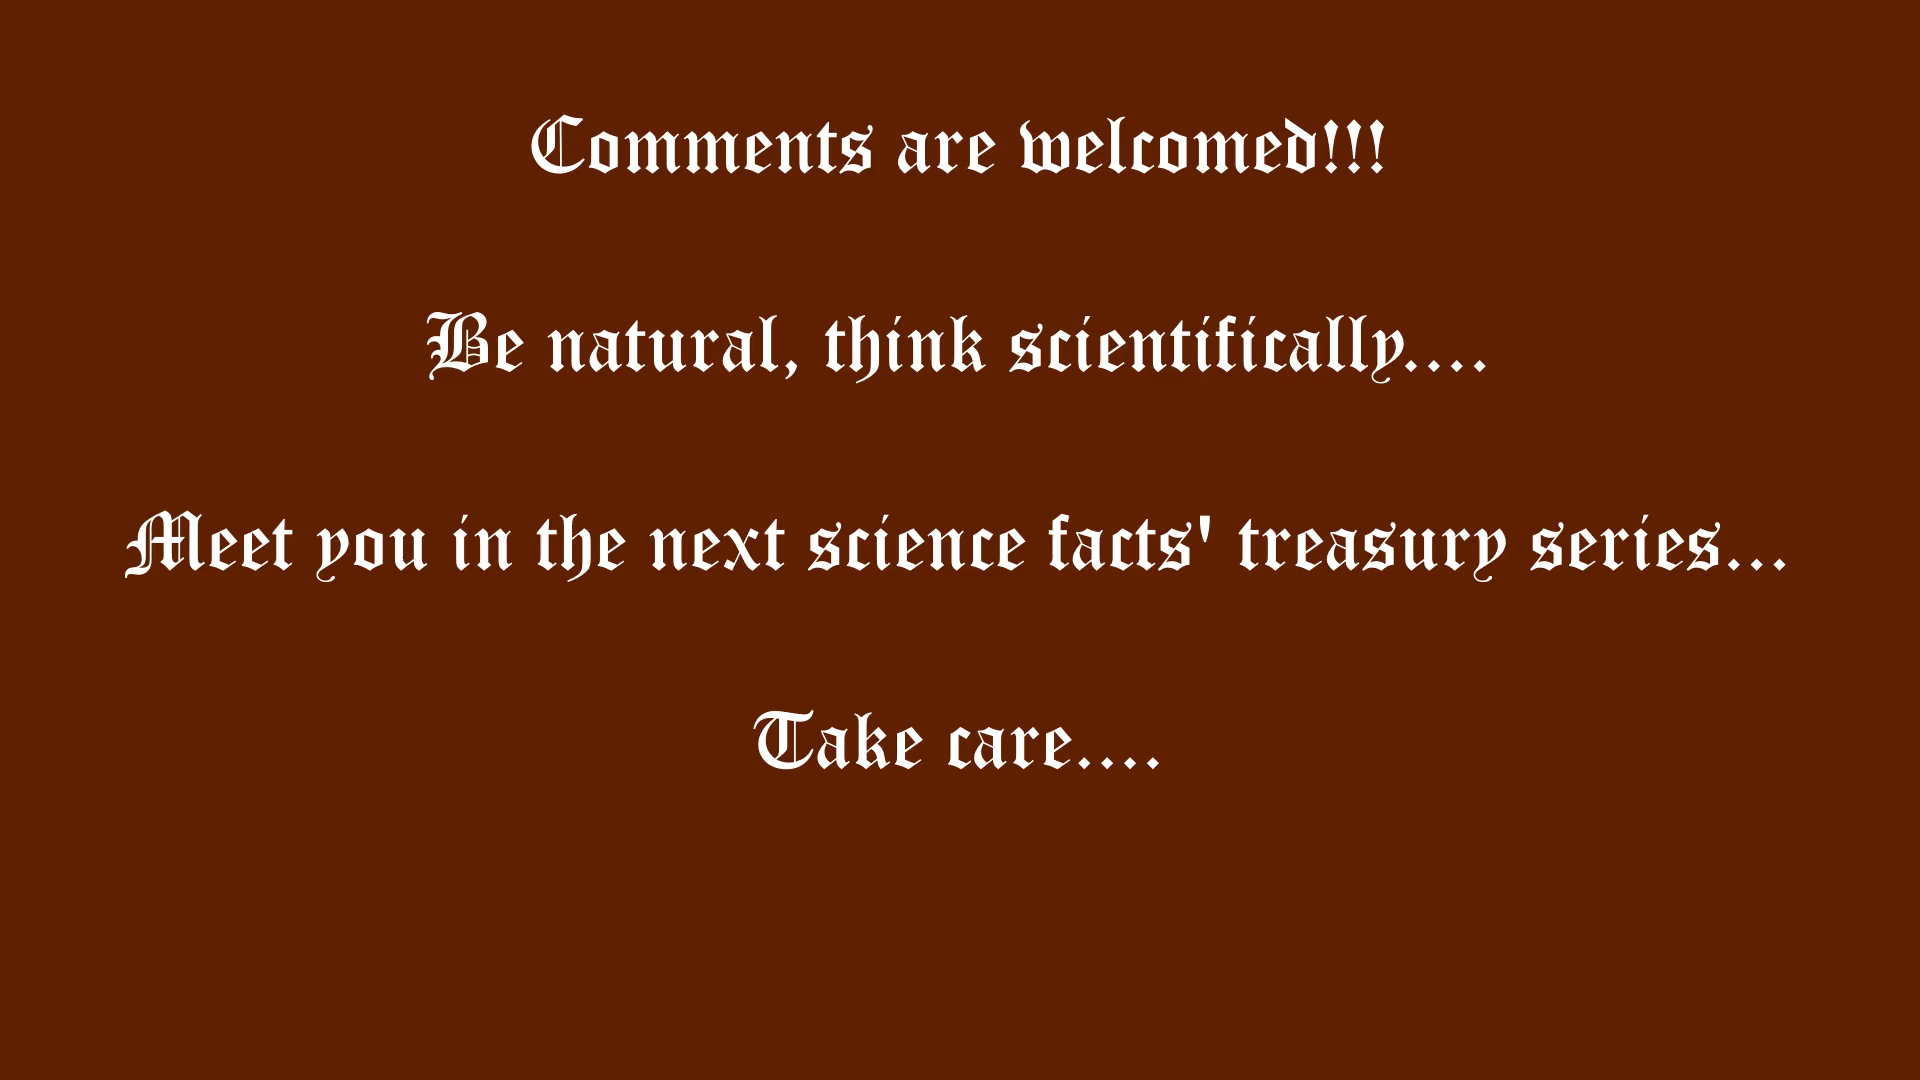 Comments are welcomed!!!
Be natural, think scientifically....
Meet you in the next science facts' treasury series...
Take care....